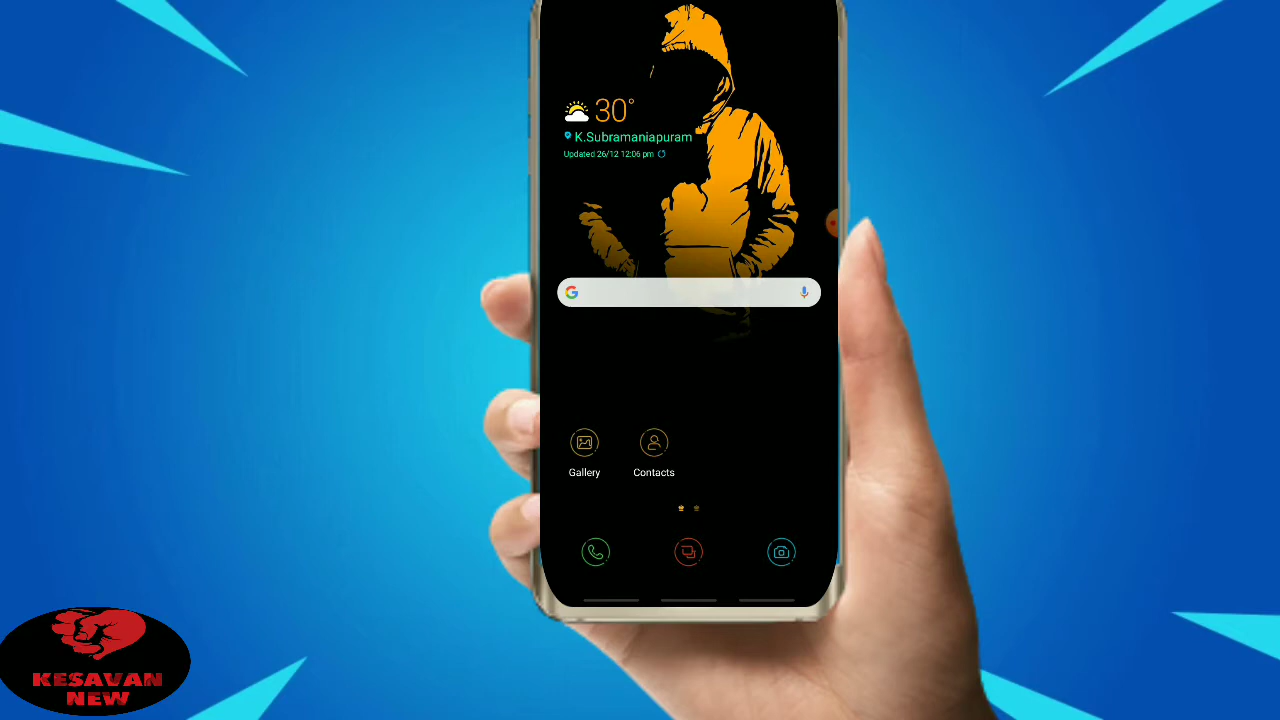 30°
K.Subramaniapuram
Updated 26/12 12:06 pm
Gallery
Contacts
KESAVAN
NEW